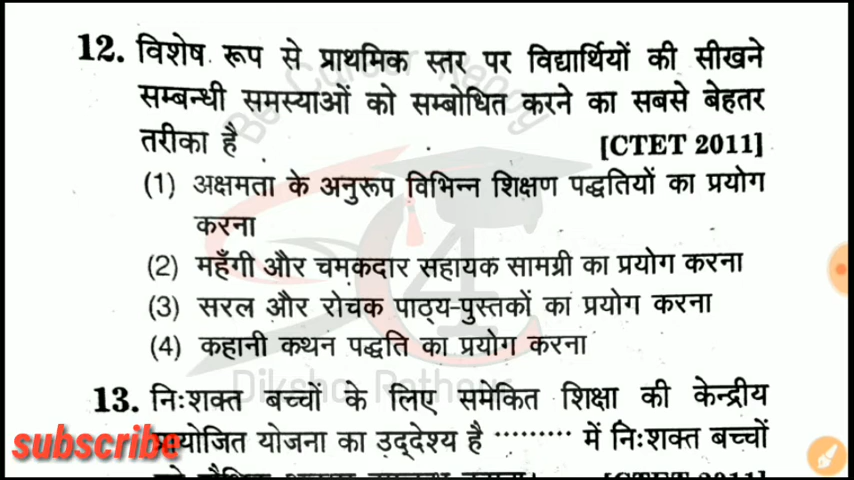 12. विशेष रूप से प्राथमिक स्तर पर विद्यार्थियों की सीखने
सम्बन्धी समस्याओं को सम्बोधित करने का सबसे बेहतर
तरीका है [CTET 2011]
(1) अक्षमता के अनुरूप विभिन्न शिक्षण पद्धतियों का प्रयोग
करना
(2) महँगी और चमकदार सहायक सामग्री का प्रयोग करना
(3) सरल और रोचक पाठ्य-पुस्तकों का प्रयोग करना
(4) कहानी कथन पद्धति का प्रयोग करना
13. निःशक्त बच्चों के लिए समेकित शिक्षा की केन्द्रीय
subscribe योजित योजना का उद्देश्य है ········· में निःशक्त बच्चों
[CTET 2011]